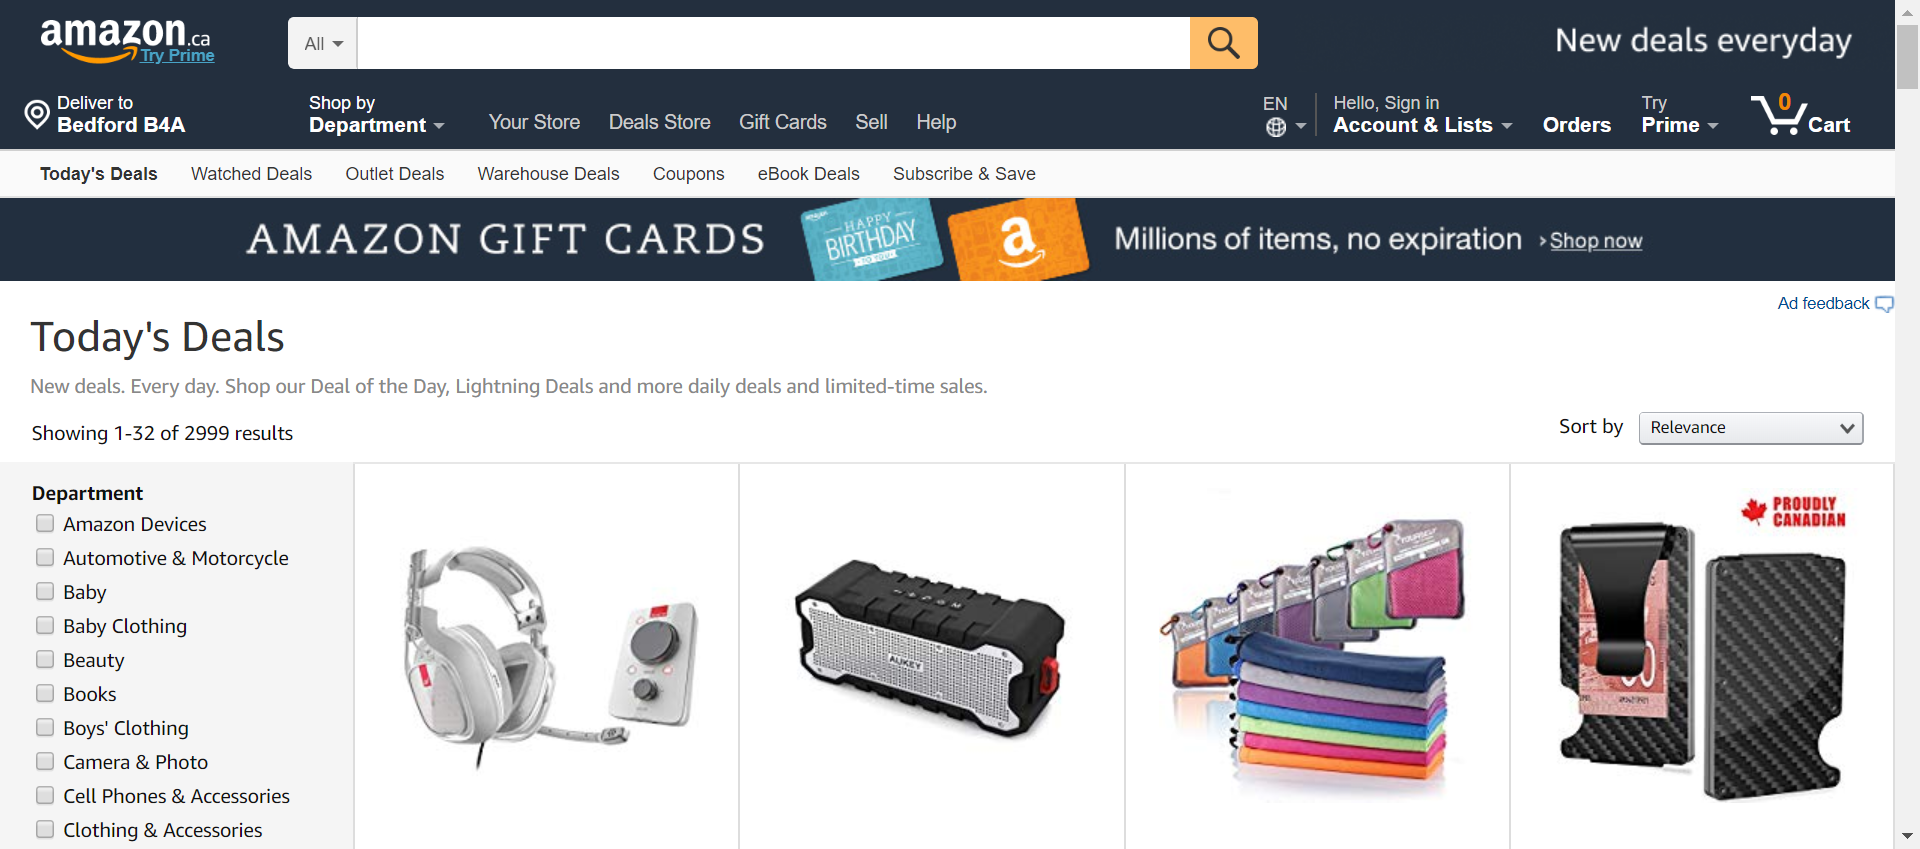 amazon.ca
Try Prime
All
New deals everyday
Deliver to
Bedford B4A
Shop by
Department
Your Store
Deals Store
Gift Cards
Sell
Help
EN
Hello, Sign in
Account & Lists
Orders
Try
Prime
0
Cart
Today's Deals
Watched Deals
Outlet Deals
Warehouse Deals
Coupons
eBook Deals
Subscribe & Save
AMAZON GIFT CARDS
HAPPY
BIRTHDAY
TO YOU
a
Millions of items, no expiration
Shop now
Ad feedback
Today's Deals
New deals. Every day. Shop our Deal of the Day, Lightning Deals and more daily deals and limited-time sales.
Showing 1-32 of 2999 results
Sort by
Relevance
Department
Amazon Devices
Automotive & Motorcycle
Baby
Baby Clothing
Beauty
Books
Boys' Clothing
Camera & Photo
Cell Phones & Accessories
Clothing & Accessories
AUKEY
PROUDLY
CANADIAN